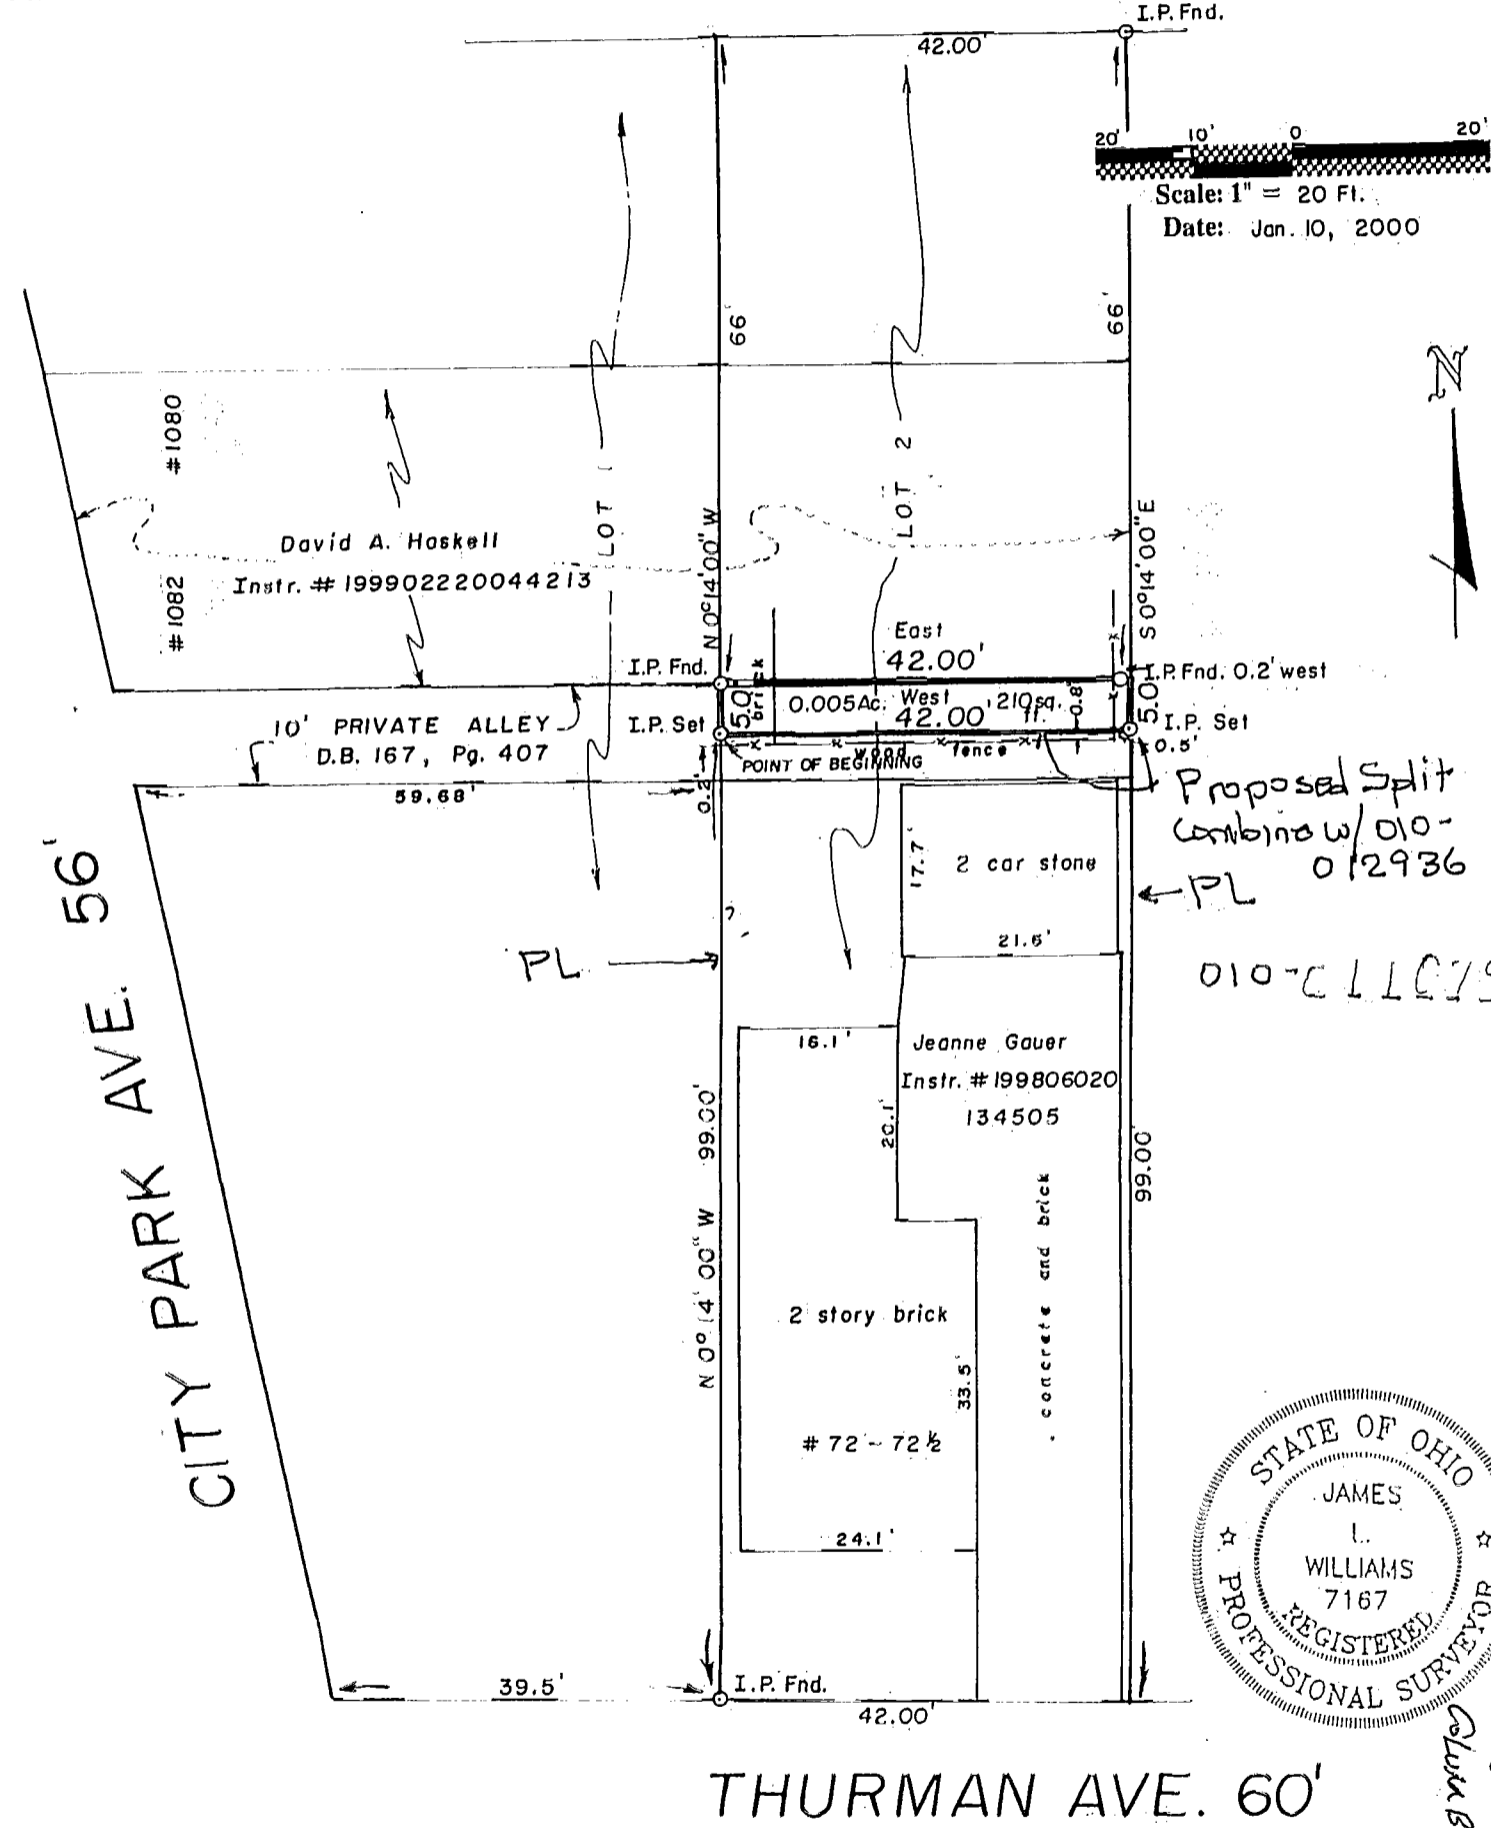 I.P. Fnd.
42.00'
20' 10' 0 20'
Scale: 1" = 20 Ft.
Date: Jan. 10, 2000
66'
66'
N
#1080
LOT 1
LOT 2
N 0°14'00" W
S 0°14'00" E
David A. Haskell
Instr. # 199902220044213
#1082
East
42.00'
I.P. Fnd.
I.P. Fnd. 0.2' west
brick
5.0'
0.005 Ac. West 210 sq. ft.
42.00'
0.8'
5.0'
10' PRIVATE ALLEY
D.B. 167, Pg. 407
I.P. Set
I.P. Set
wood fence
0.5'
POINT OF BEGINNING
0.2'
59.68'
Proposed Split
Combine w/ 010-
012936
17.7'
2 car stone
PL
21.6'
PL
010-
CITY PARK AVE. 56'
16.1'
Jeanne Gauer
Instr. # 199806020
134505
20.1'
N 0°14'00" W 99.00'
99.00'
concrete and brick
2 story brick
33.5'
# 72 - 72 ½
24.1'
STATE OF OHIO
JAMES
L.
WILLIAMS
7167
REGISTERED
PROFESSIONAL SURVEYOR
39.5'
I.P. Fnd.
42.00'
THURMAN AVE. 60'